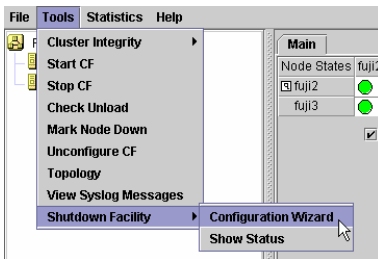 File Tools Statistics Help
Cluster Integrity
Start CF
Stop CF
Check Unload
Mark Node Down
Unconfigure CF
Topology
View Syslog Messages
Shutdown Facility
Configuration Wizard
Show Status
Main
Node States fuji2
fuji2
fuji3